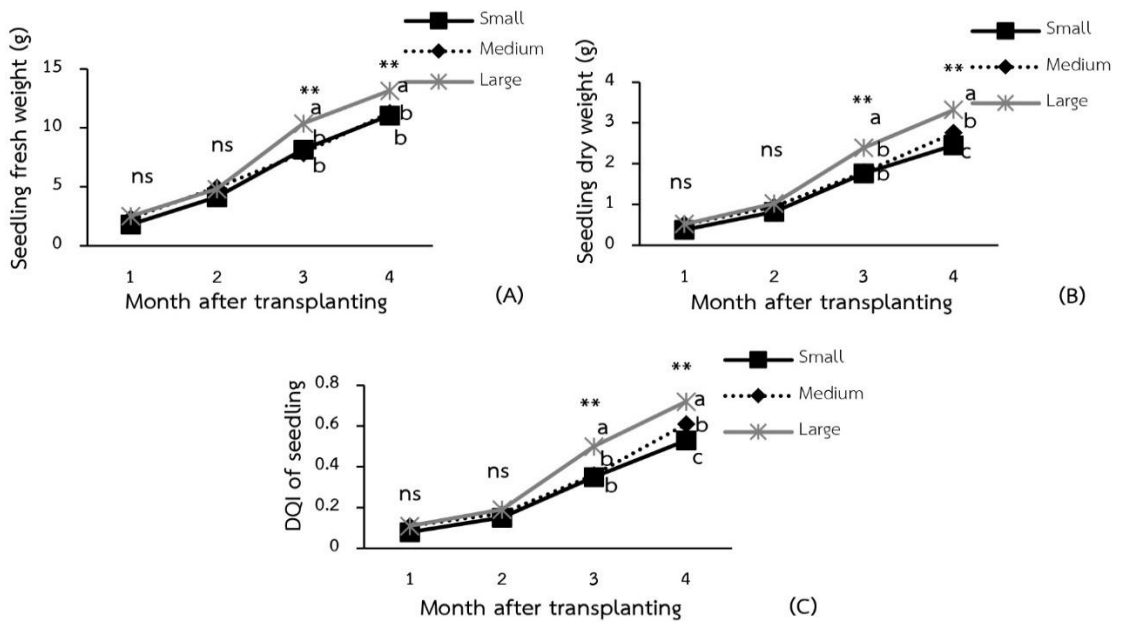 Small
Medium
Large
Seedling fresh weight (g)
15
10
5
0
ns
ns
**
a
b
b
**
a
b
b
1 2 3 4
Month after transplanting
(A)
Small
Medium
Large
Seedling dry weight (g)
4
3
2
1
0
ns
ns
**
a
b
b
**
a
b
c
1 2 3 4
Month after transplanting
(B)
Small
Medium
Large
DQI of seedling
0.8
0.6
0.4
0.2
0
ns
ns
**
a
b
b
**
a
b
c
1 2 3 4
Month after transplanting
(C)